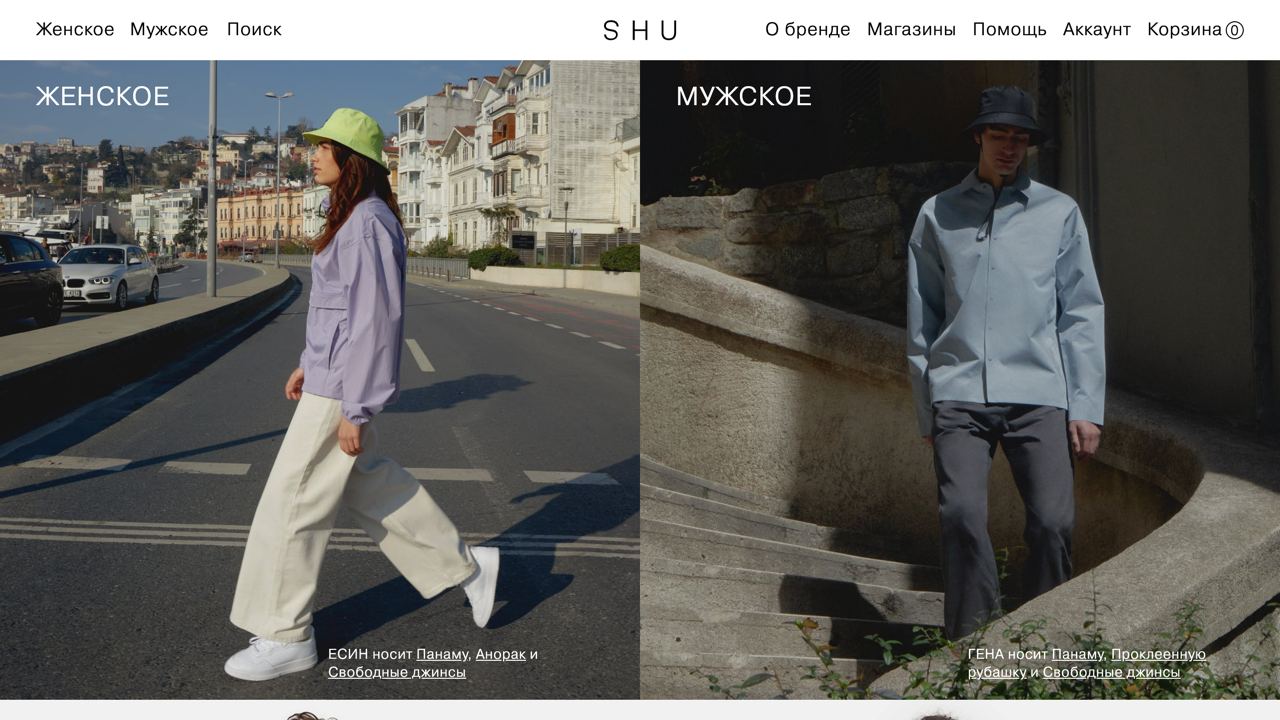 Женское Мужское Поиск SHU О бренде Магазины Помощь Аккаунт Корзина 0
ЖЕНСКОЕ
МУЖСКОЕ
ЕСИН носит Панаму, Анорак и
Свободные джинсы
ГЕНА носит Панаму, Проклеенную
рубашку и Свободные джинсы